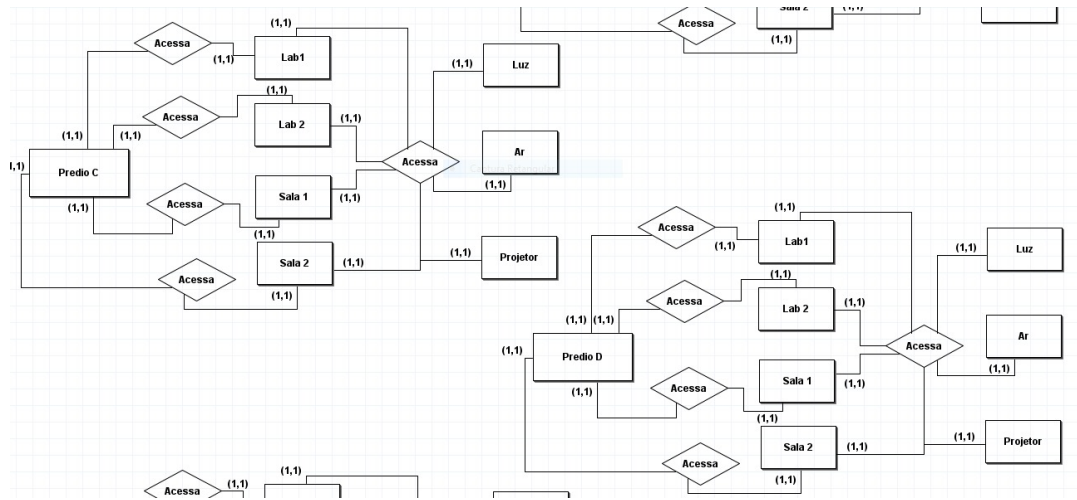 Acessa
Sala 2
(1,1)
(1,1)
Acessa
(1,1)
Lab1
(1,1)
Luz
(1,1)
Acessa
(1,1)
Lab 2
(1,1)
(1,1)
(1,1)
Acessa
Ar
(1,1)
Predio C
(1,1)
Acessa
Sala 1
(1,1)
(1,1)
(1,1)
Acessa
Sala 2
(1,1)
(1,1)
Projetor
(1,1)
Acessa
(1,1)
Lab1
(1,1)
Luz
(1,1)
Acessa
(1,1)
Lab 2
(1,1)
(1,1)
(1,1)
Acessa
Ar
(1,1)
(1,1)
Predio D
Acessa
Sala 1
(1,1)
(1,1)
(1,1)
Acessa
Sala 2
(1,1)
(1,1)
Projetor
(1,1)
Acessa
(1,1)
(1,1)